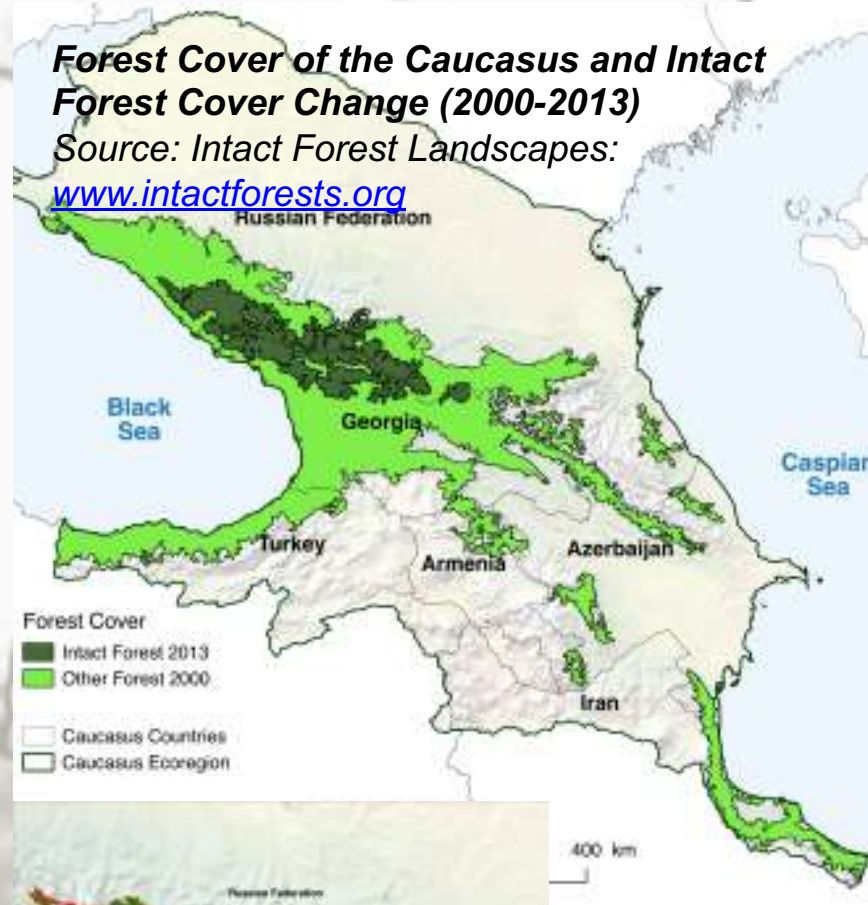 Forest Cover of the Caucasus and Intact
Forest Cover Change (2000-2013)
Source: Intact Forest Landscapes:
www.intactforests.org
Russian Federation
Black
Sea
Georgia
Caspian
Sea
Turkey
Armenia
Azerbaijan
Forest Cover
Intact Forest 2013
Other Forest 2000
Iran
Caucasus Countries
Caucasus Ecoregion
400 km
Russian Federation